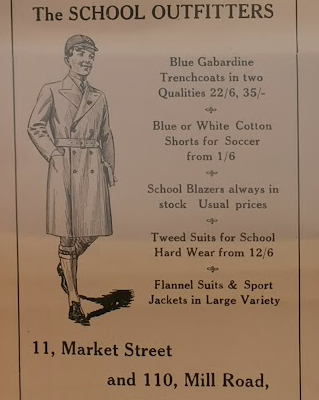 The SCHOOL OUTFITTERS
Blue Gabardine
Trenchcoats in two
Qualities 22/6, 35/-
Blue or White Cotton
Shorts for Soccer
from 1/6
School Blazers always in
stock Usual prices
Tweed Suits for School
Hard Wear from 12/6
Flannel Suits & Sport
Jackets in Large Variety
11, Market Street
and 110, Mill Road,